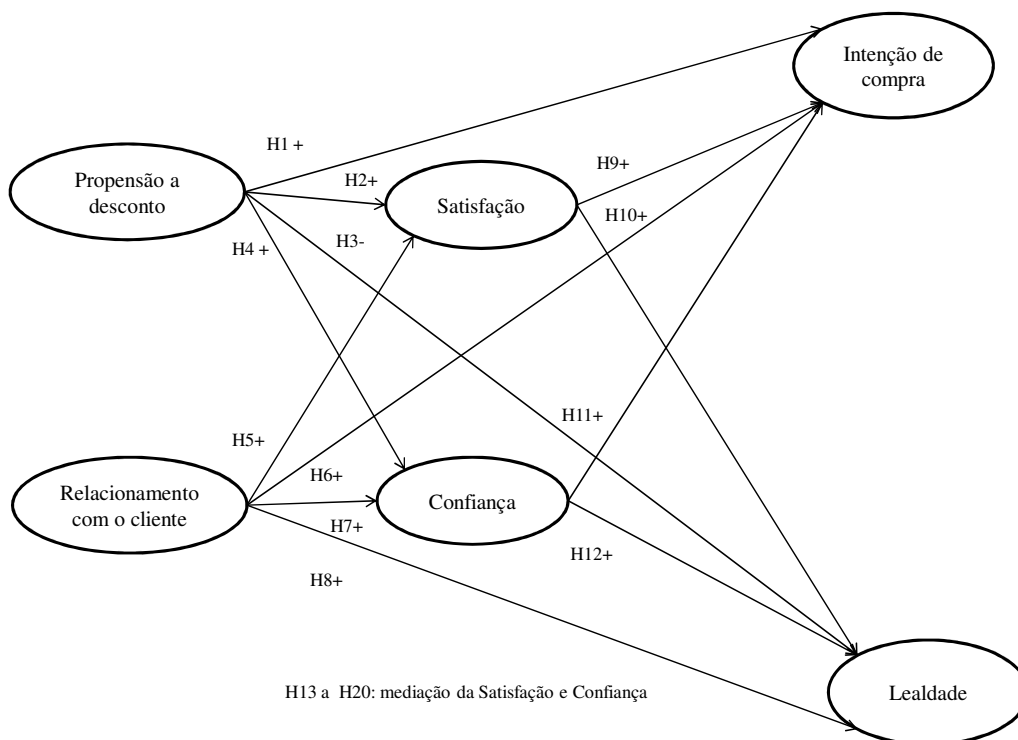 Intenção de
compra
H1 +
Propensão a
desconto
H2+
Satisfação
H9+
H10+
H3-
H4 +
H11+
H5+
Relacionamento
com o cliente
H6+
Confiança
H7+
H12+
H8+
H13 a H20: mediação da Satisfação e Confiança
Lealdade